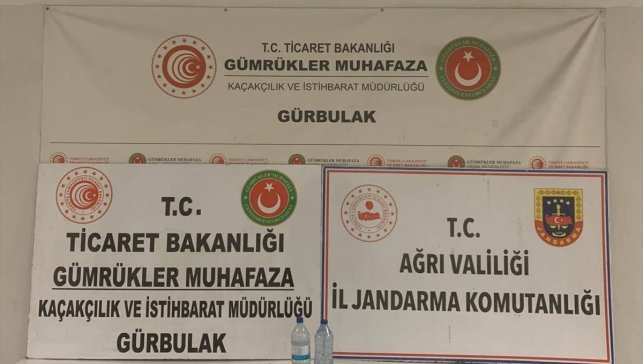 T.C. TİCARET BAKANLIĞI
GÜMRÜKLER MUHAFAZA
KAÇAKÇILIK VE İSTİHBARAT MÜDÜRLÜĞÜ
GÜRBULAK
T.C.
TİCARET BAKANLIĞI
GÜMRÜKLER MUHAFAZA
KAÇAKÇILIK VE İSTİHBARAT MÜDÜRLÜĞÜ
GÜRBULAK
T.C.
AĞRI VALİLİĞİ
İL JANDARMA KOMUTANLIĞI
JANDARMA